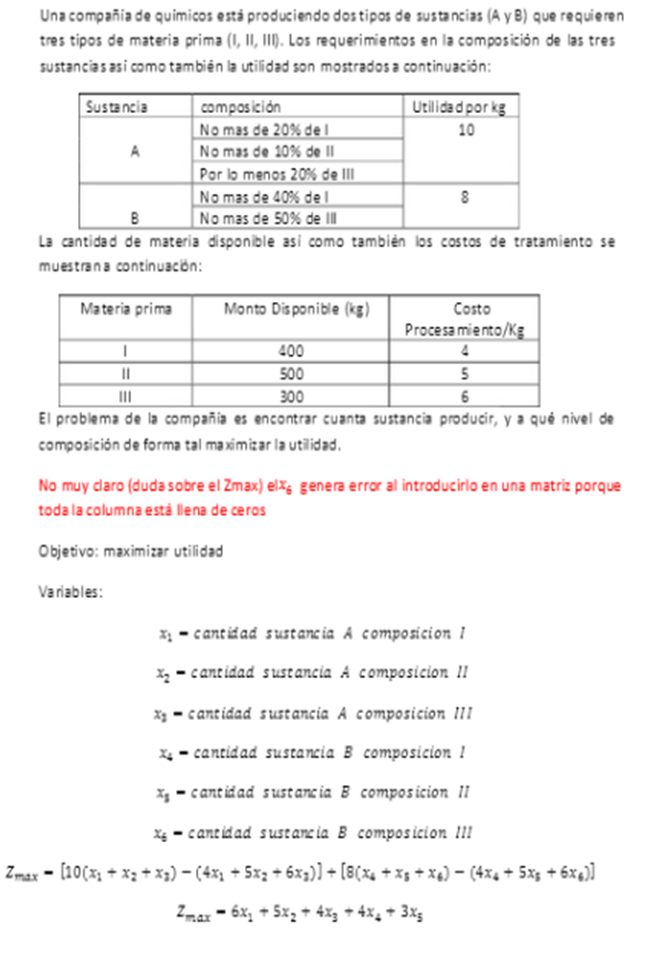 Una compañía de químicos está produciendo dos tipos de sustancias (A y B) que requieren
tres tipos de materia prima (I, II, III). Los requerimientos en la composición de las tres
sustancias así como también la utilidad son mostrados a continuación:
Sustancia composición Utilidad por kg
No mas de 20% de I 10
A No mas de 10% de II
Por lo menos 20% de III
No mas de 40% de I 8
B No mas de 50% de III
La cantidad de materia disponible así como también los costos de tratamiento se
muestran a continuación:
Materia prima Monto Disponible (kg) Costo
Procesamiento/Kg
I 400 4
II 500 5
III 300 6
El problema de la compañía es encontrar cuanta sustancia producir, y a qué nivel de
composición de forma tal maximizar la utilidad.
No muy claro (duda sobre el Zmax) el x₆ genera error al introducirlo en una matriz porque
toda la columna está llena de ceros
Objetivo: maximizar utilidad
Variables:
x₁ = cantidad sustancia A composicion I
x₂ = cantidad sustancia A composicion II
x₃ = cantidad sustancia A composicion III
x₄ = cantidad sustancia B composicion I
x₅ = cantidad sustancia B composicion II
x₆ = cantidad sustancia B composicion III
Zₘₐₓ = [10(x₁ + x₂ + x₃) − (4x₁ + 5x₂ + 6x₃)] + [8(x₄ + x₅ + x₆) − (4x₄ + 5x₅ + 6x₆)]
Zₘₐₓ = 6x₁ + 5x₂ + 4x₃ + 4x₄ + 3x₅